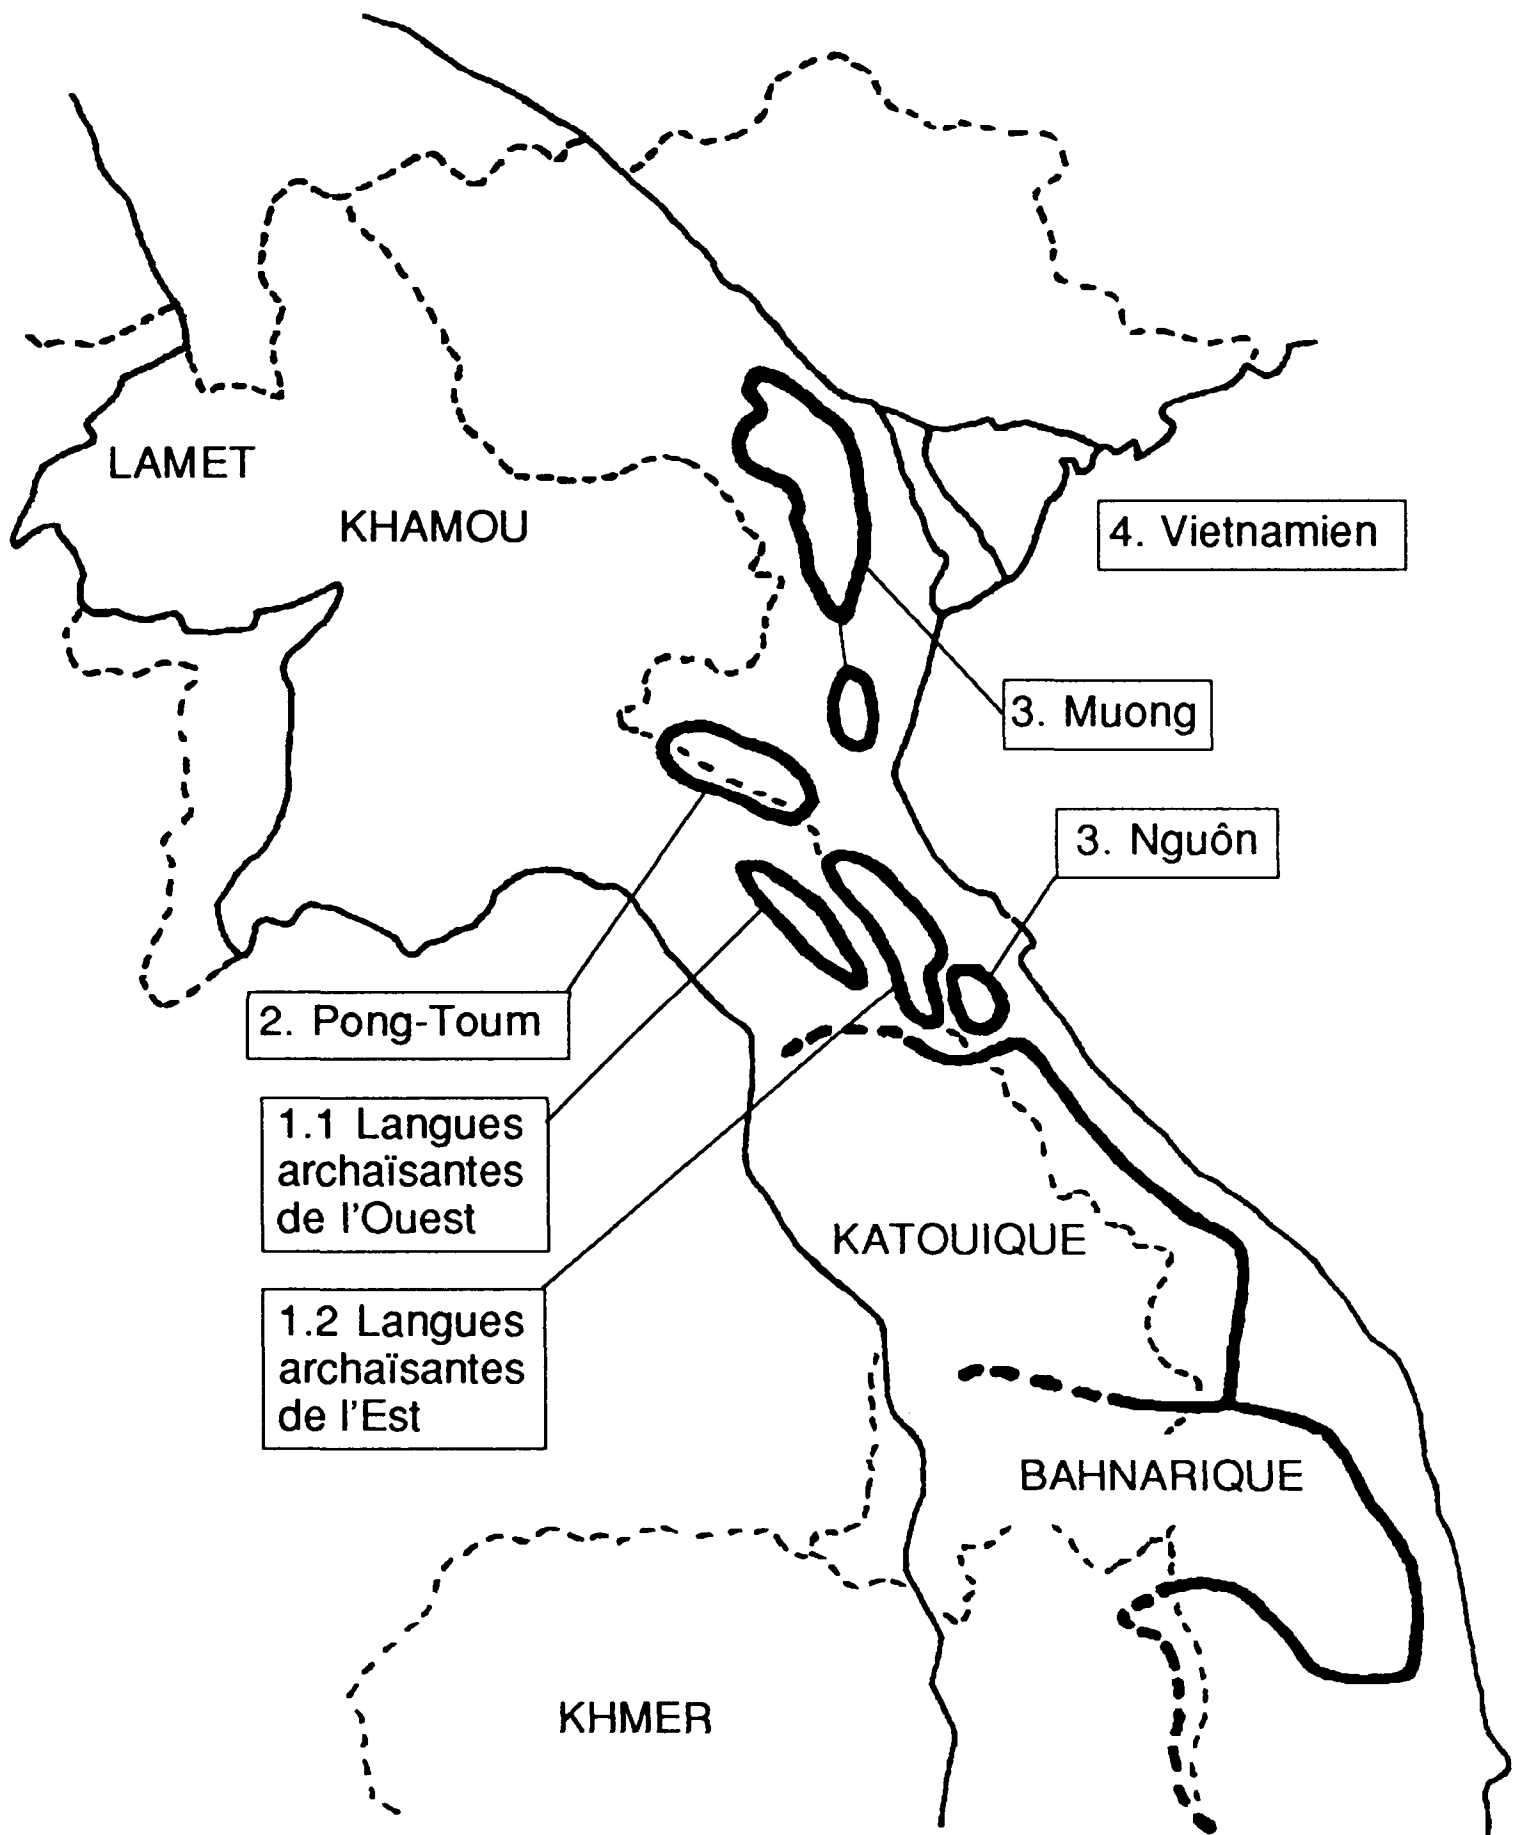 LAMET
KHAMOU
4. Vietnamien
3. Muong
3. Nguôn
2. Pong-Toum
1.1 Langues
archaïsantes
de l'Ouest
1.2 Langues
archaïsantes
de l'Est
KATOUIQUE
BAHNARIQUE
KHMER